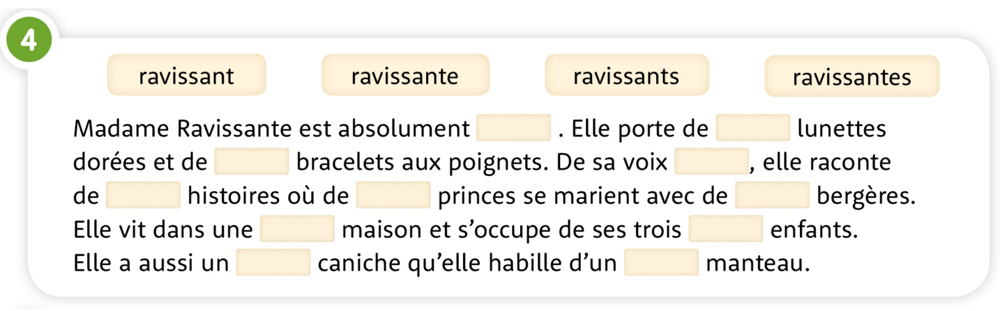 4
ravissant ravissante ravissants ravissantes
Madame Ravissante est absolument . Elle porte de lunettes
dorées et de bracelets aux poignets. De sa voix , elle raconte
de histoires où de princes se marient avec de bergères.
Elle vit dans une maison et s’occupe de ses trois enfants.
Elle a aussi un caniche qu’elle habille d’un manteau.